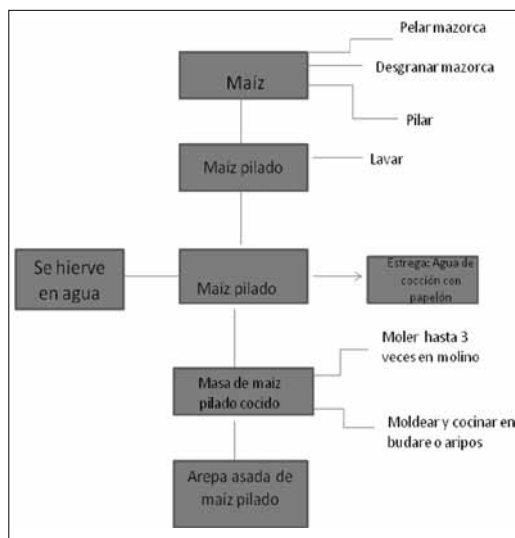 Pelar mazorca
Maíz
Desgranar mazorca
Pilar
Maíz pilado
Lavar
Se hierve
en agua
Maíz pilado
Estrega: Agua de
cocción con
papelón
Moler hasta 3
veces en molino
Masa de maíz
pilado cocido
Moldear y cocinar en
budare o aripos
Arepa asada de
maíz pilado